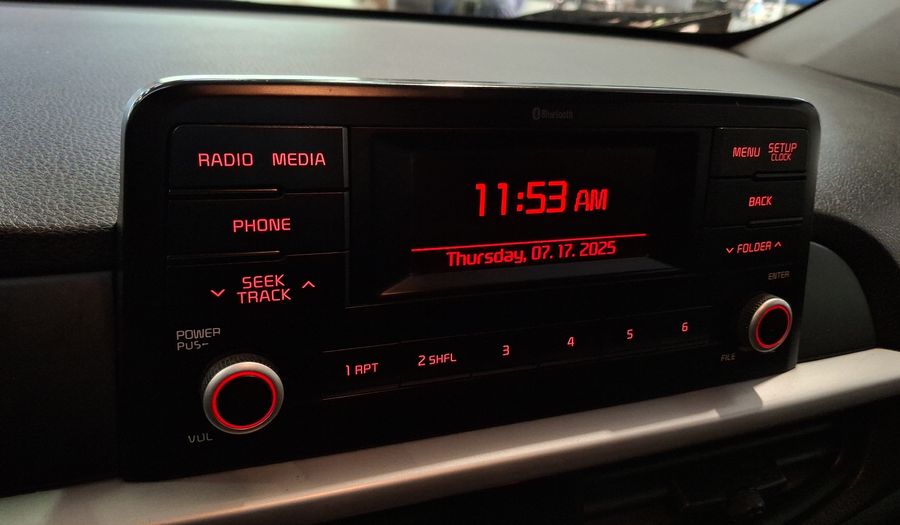 Bluetooth
RADIO MEDIA
MENU SETUP
CLOCK
PHONE
11:53 AM
BACK
Thursday, 07. 17. 2025
FOLDER
SEEK
TRACK
ENTER
POWER
1 RPT 2 SHFL 3 4 5 6
FILE
VOL